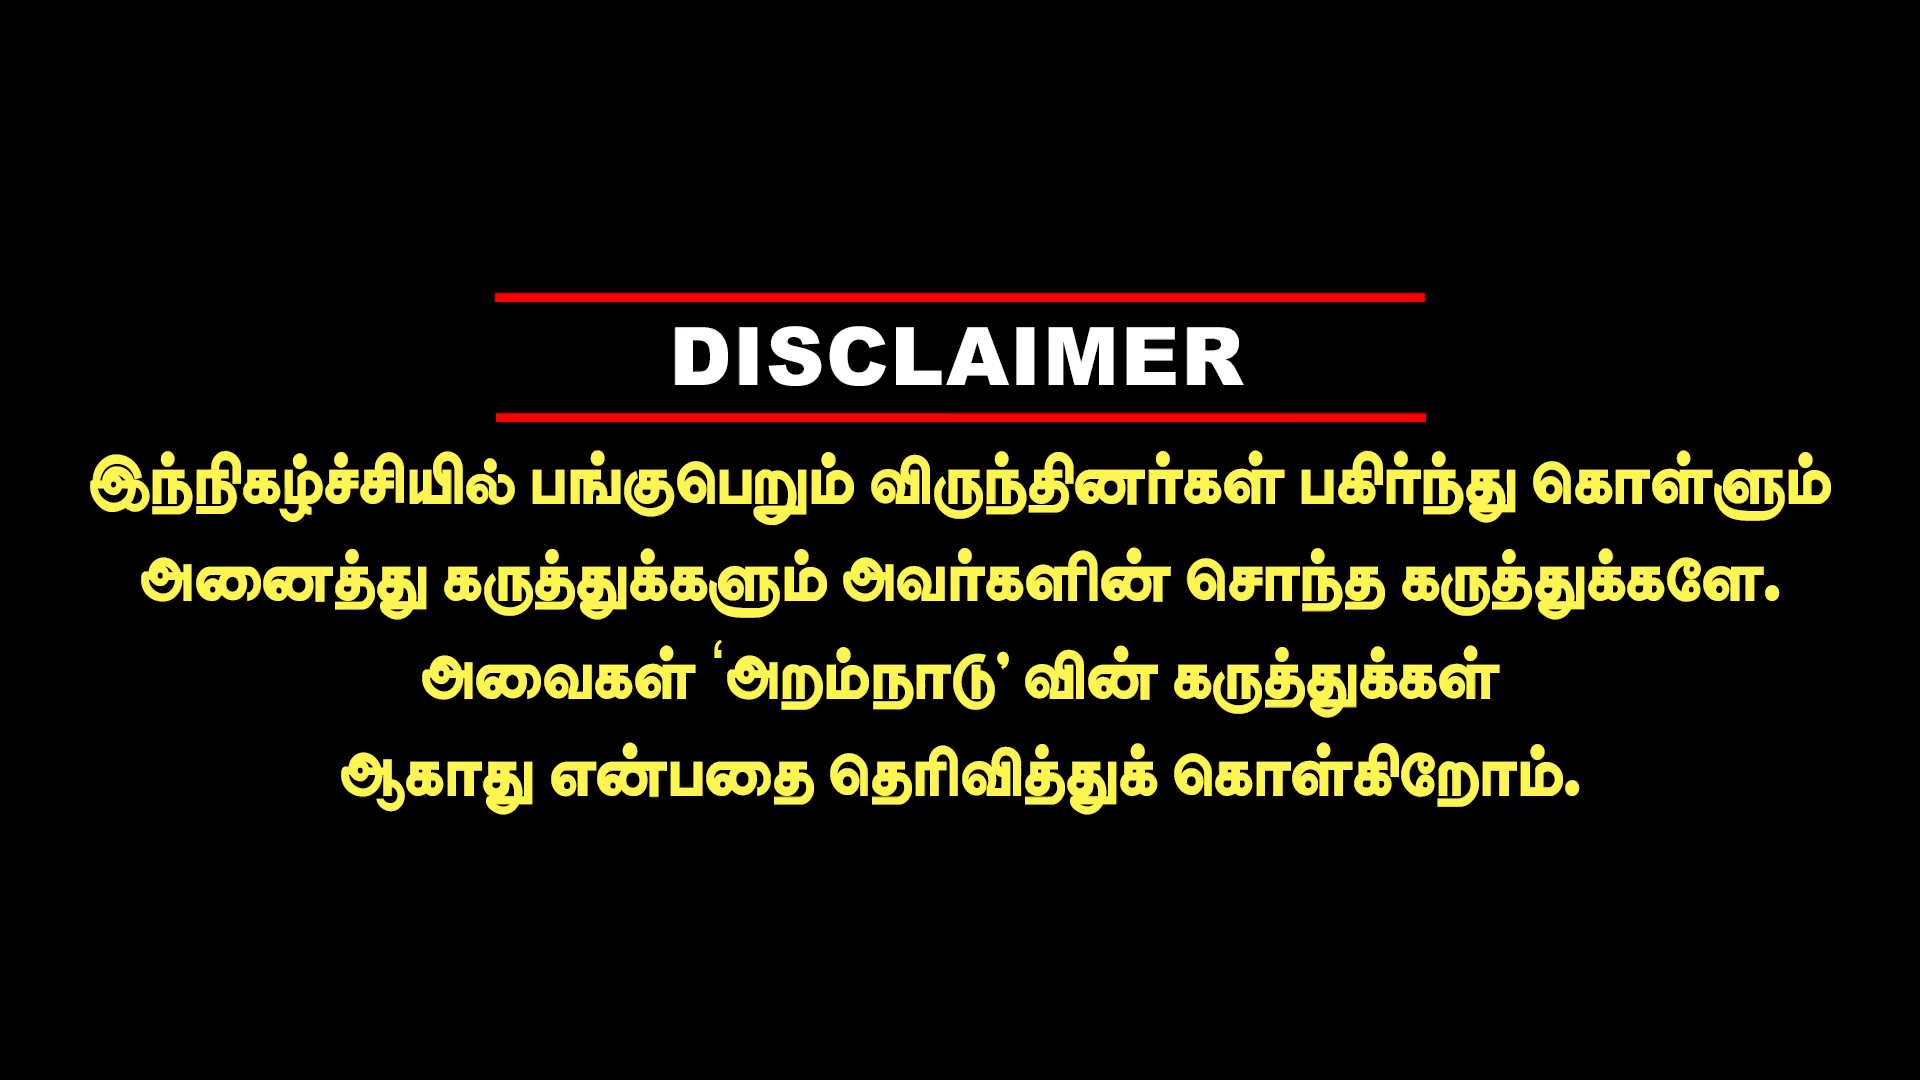 DISCLAIMER
இந்நிகழ்ச்சியில் பங்குபெறும் விருந்தினர்கள் பகிர்ந்து கொள்ளும்
அனைத்து கருத்துக்களும் அவர்களின் சொந்த கருத்துக்களே.
அவைகள் ‘அறம்நாடு’ வின் கருத்துக்கள்
ஆகாது என்பதை தெரிவித்துக் கொள்கிறோம்.